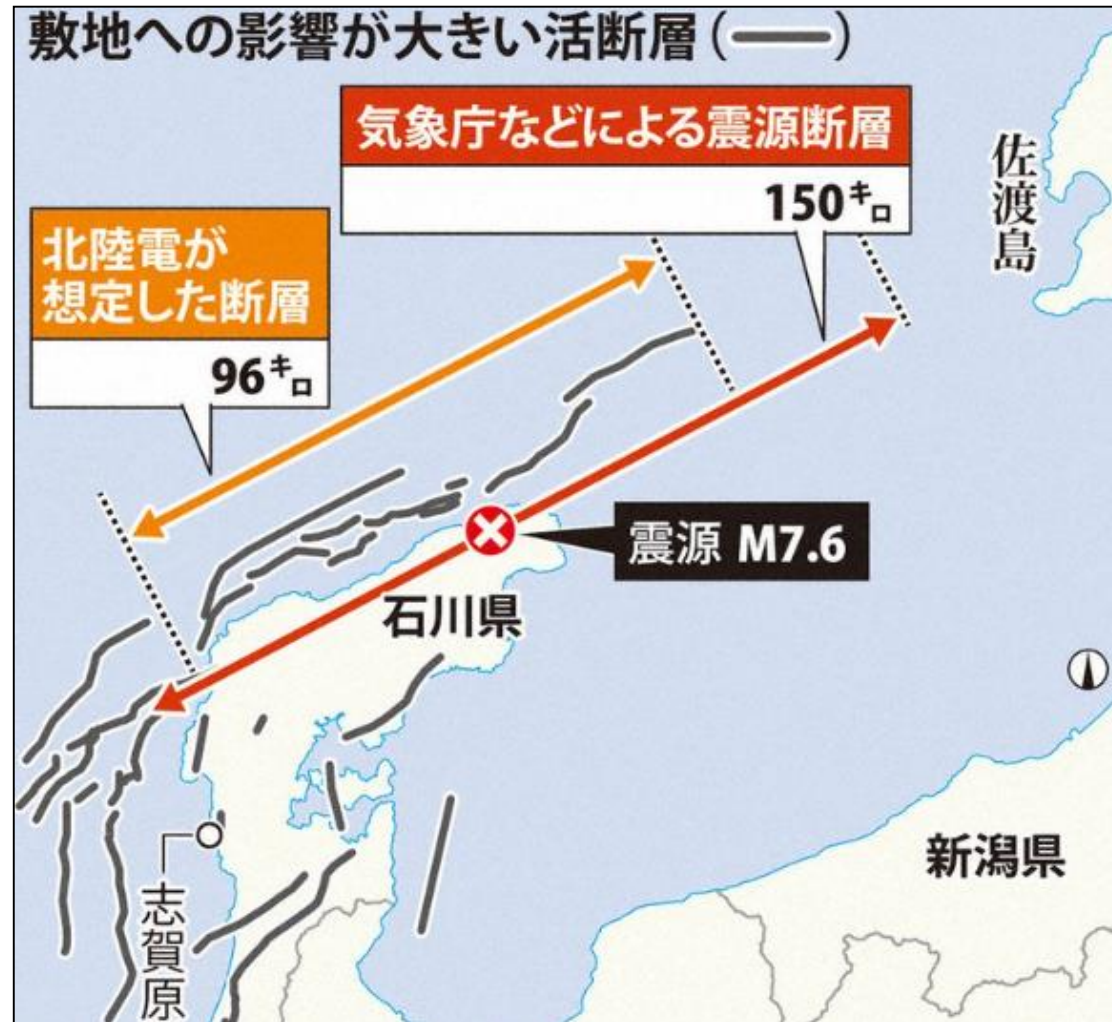 敷地への影響が大きい活断層(━)
気象庁などによる震源断層
150キロ
佐渡島
北陸電が
想定した断層
96キロ
震源 M7.6
石川県
新潟県
志賀原